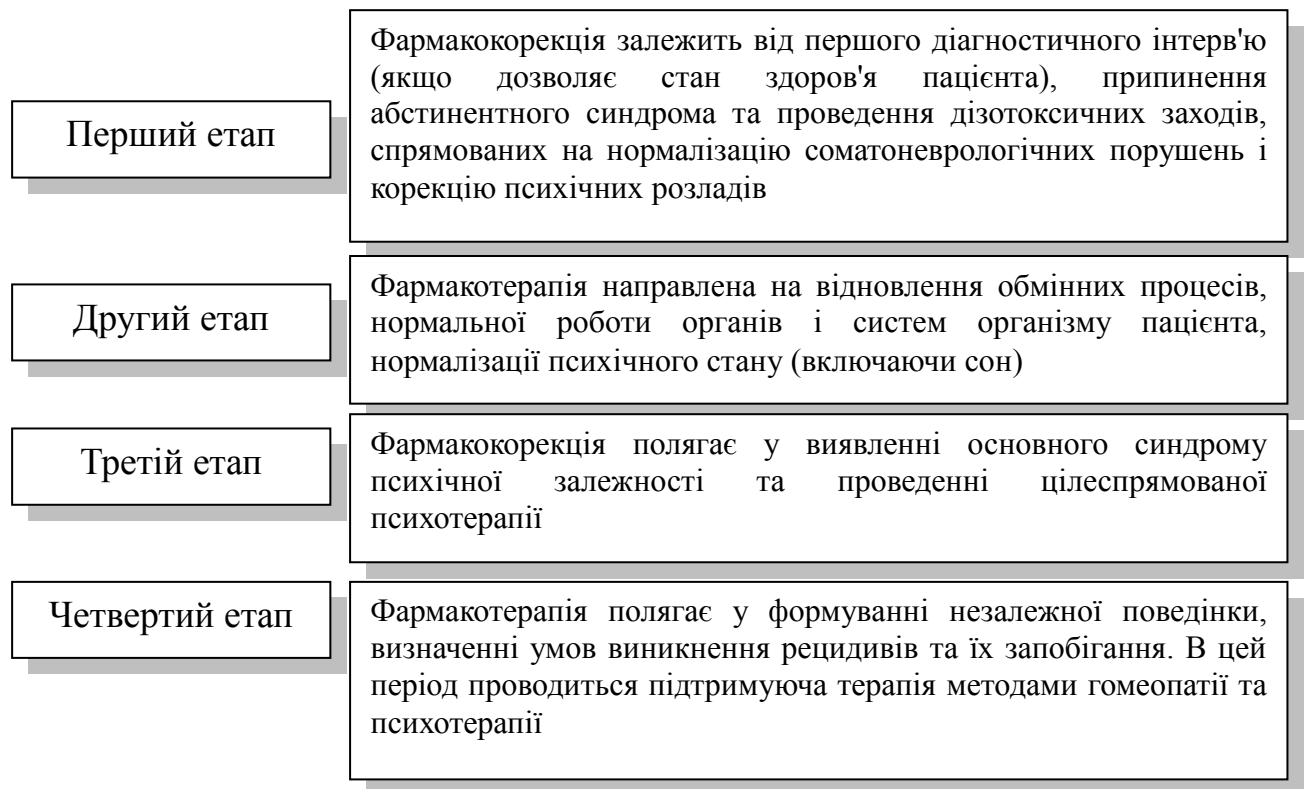 Перший етап
Фармакокорекція залежить від першого діагностичного інтерв'ю
(якщо дозволяє стан здоров'я пацієнта), припинення
абстинентного синдрома та проведення дізотоксичних заходів,
спрямованих на нормалізацію соматоневрологічних порушень і
корекцію психічних розладів
Другий етап
Фармакотерапія направлена на відновлення обмінних процесів,
нормальної роботи органів і систем організму пацієнта,
нормалізації психічного стану (включаючи сон)
Третій етап
Фармакокорекція полягає у виявленні основного синдрому
психічної залежності та проведенні цілеспрямованої
психотерапії
Четвертий етап
Фармакотерапія полягає у формуванні незалежної поведінки,
визначенні умов виникнення рецидивів та їх запобігання. В цей
період проводиться підтримуюча терапія методами гомеопатії та
психотерапії